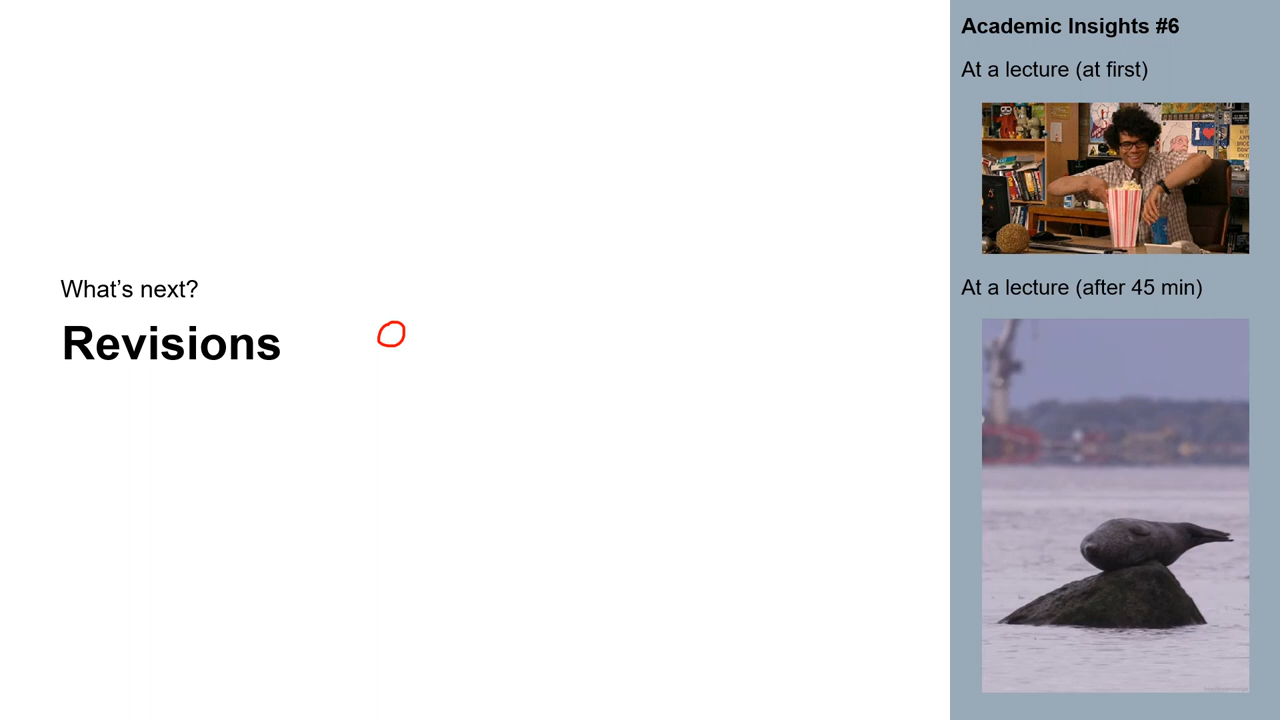 What's next?
Revisions
Academic Insights #6
At a lecture (at first)
At a lecture (after 45 min)